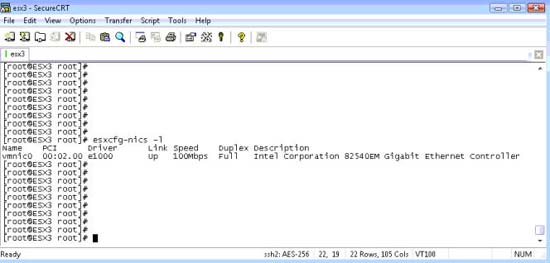 esx3 - SecureCRT
File Edit View Options Transfer Script Tools Help
esx3
[root@ESX3 root]#
[root@ESX3 root]#
[root@ESX3 root]#
[root@ESX3 root]#
[root@ESX3 root]#
[root@ESX3 root]#
[root@ESX3 root]#
[root@ESX3 root]#
[root@ESX3 root]# esxcfg-nics -l
Name PCI Driver Link Speed Duplex Description
vmnic0 00:02.00 e1000 Up 100Mbps Full Intel Corporation 82540EM Gigabit Ethernet Controller
[root@ESX3 root]#
[root@ESX3 root]#
[root@ESX3 root]#
[root@ESX3 root]#
[root@ESX3 root]#
[root@ESX3 root]#
[root@ESX3 root]#
[root@ESX3 root]#
[root@ESX3 root]#
Ready ssh2: AES-256 22, 19 22 Rows, 105 Cols VT100 NUM